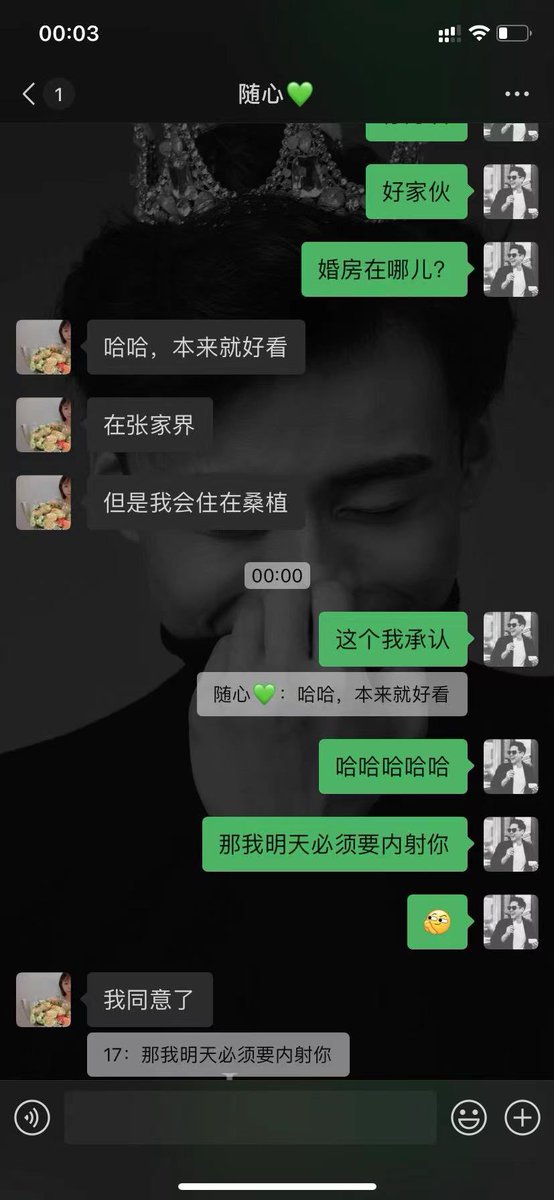 00:03
1
随心💚
好家伙
婚房在哪儿？
哈哈，本来就好看
在张家界
但是我会住在桑植
00:00
这个我承认
随心💚：哈哈，本来就好看
哈哈哈哈哈
那我明天必须要内射你
我同意了
17：那我明天必须要内射你